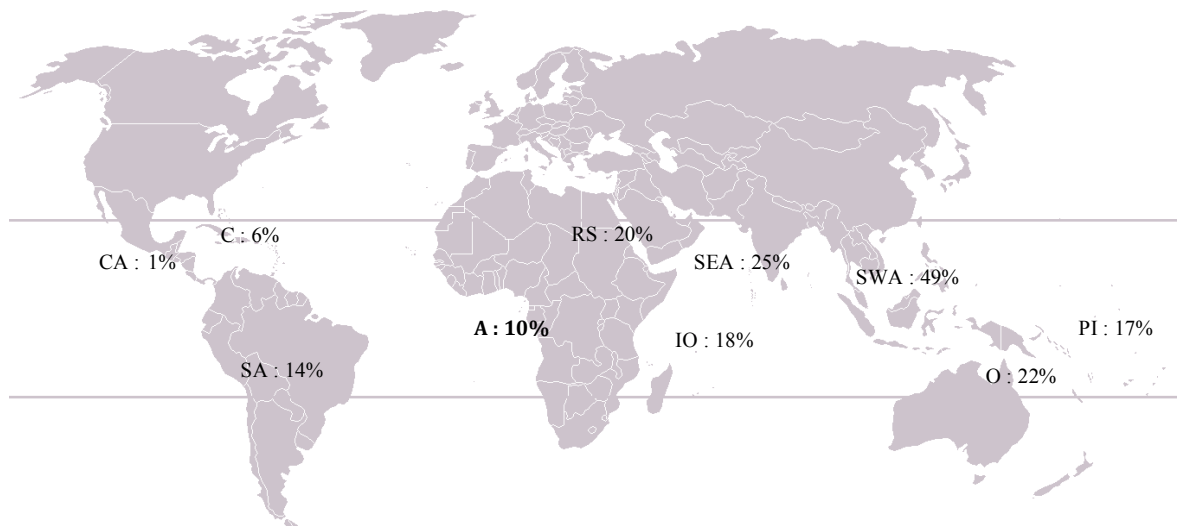 C : 6%
RS : 20%
CA : 1%
SEA : 25%
SWA : 49%
A : 10%
PI : 17%
IO : 18%
SA : 14%
O : 22%